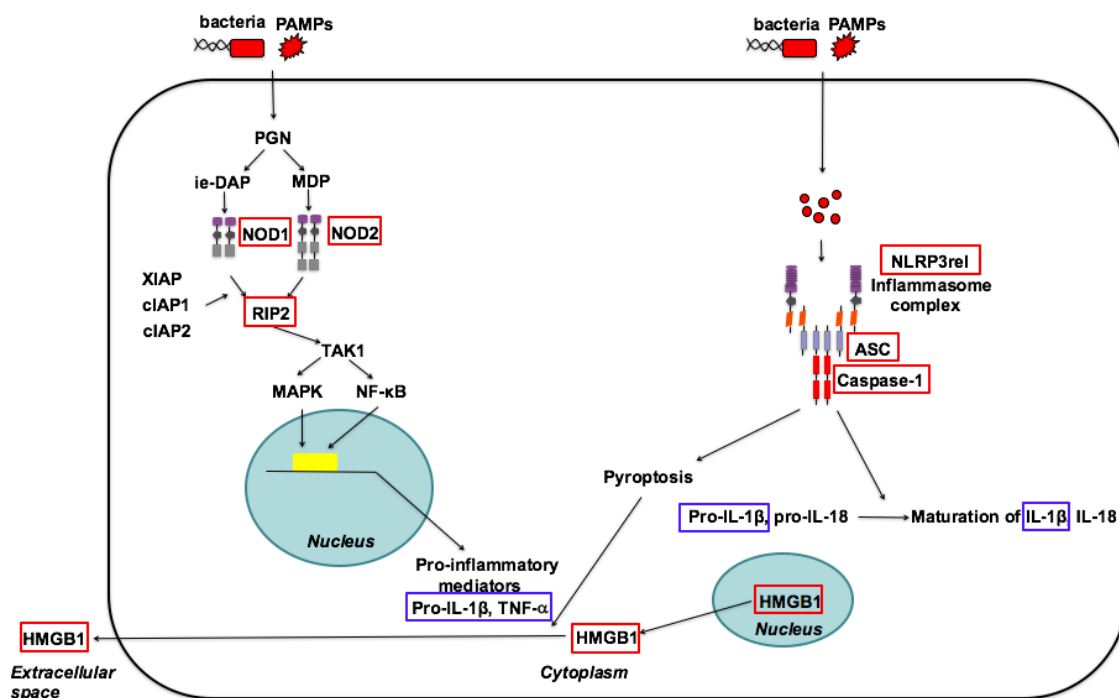 bacteria PAMPs
bacteria PAMPs
PGN
ie-DAP
MDP
NOD1
NOD2
XIAP
cIAP1
cIAP2
RIP2
TAK1
MAPK
NF-κB
Nucleus
Pro-inflammatory
mediators
Pro-IL-1β, TNF-α
NLRP3rel
Inflammasome
complex
ASC
Caspase-1
Pyroptosis
Pro-IL-1β, pro-IL-18
Maturation of IL-1β, IL-18
HMGB1
Nucleus
HMGB1
Cytoplasm
HMGB1
Extracellular
space